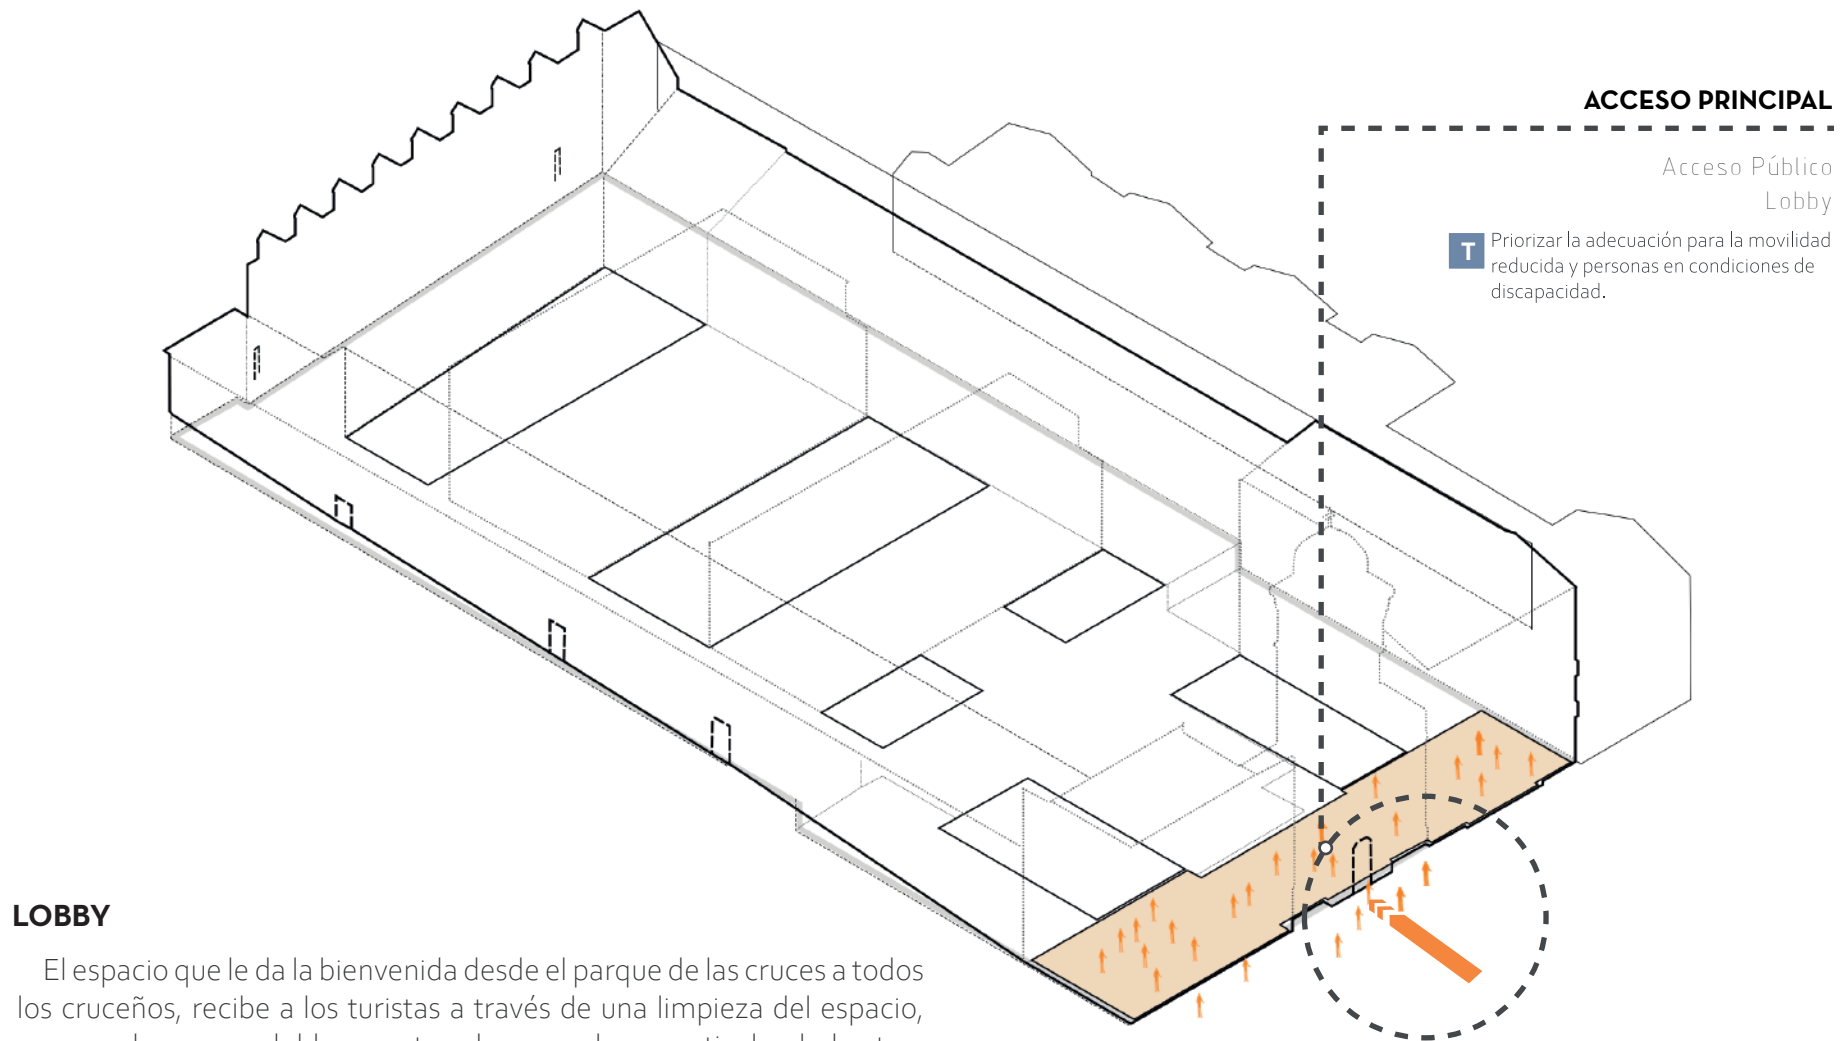 ACCESO PRINCIPAL
Acceso Público
Lobby
T
Priorizar la adecuación para la movilidad
reducida y personas en condiciones de
discapacidad.
LOBBY
El espacio que le da la bienvenida desde el parque de las cruces a todos
los cruceños, recibe a los turistas a través de una limpieza del espacio,